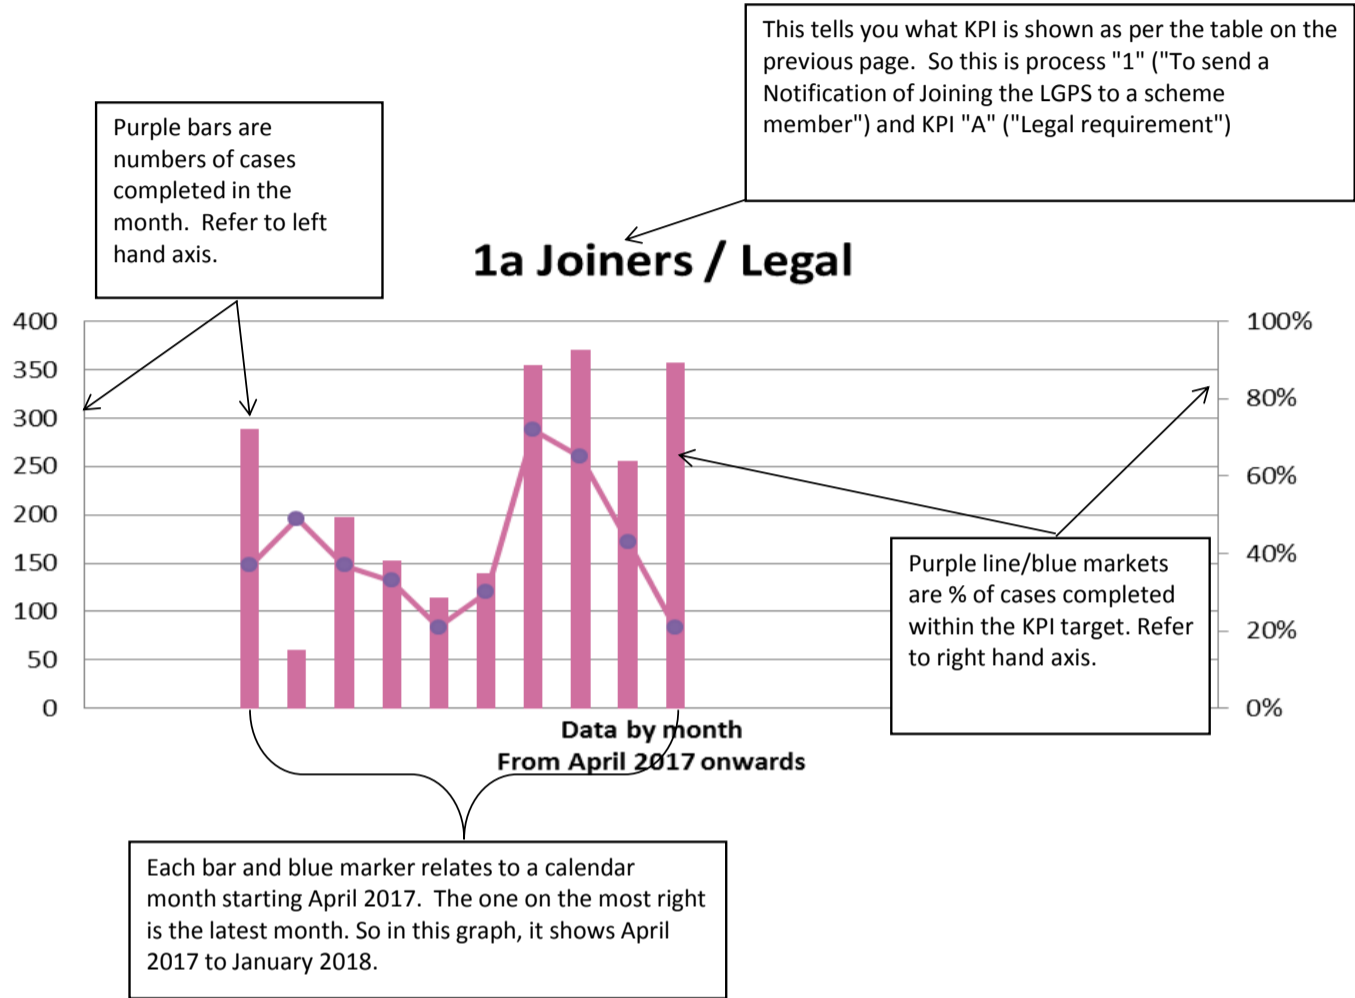 This tells you what KPI is shown as per the table on the
previous page.  So this is process "1" ("To send a
Notification of Joining the LGPS to a scheme
member") and KPI "A" ("Legal requirement")
Purple bars are
numbers of cases
completed in the
month.  Refer to left
hand axis.
1a Joiners / Legal
400
350
300
250
200
150
100
50
0
100%
80%
60%
40%
20%
0%
Purple line/blue markets
are % of cases completed
within the KPI target. Refer
to right hand axis.
Data by month
From April 2017 onwards
Each bar and blue marker relates to a calendar
month starting April 2017.  The one on the most right
is the latest month. So in this graph, it shows April
2017 to January 2018.